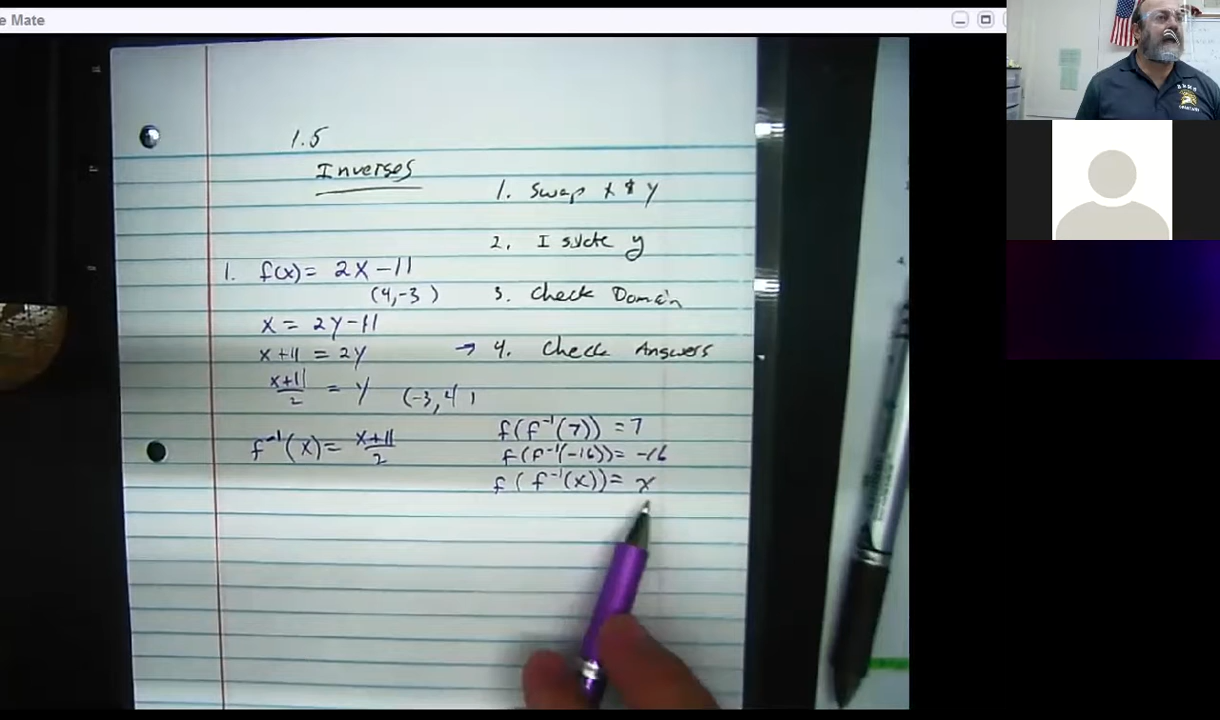 e Mate
1.5
Inverses
1. Swap x & y
2. Isolate y
1. f(x) = 2x - 11
(4, -3)
3. Check Domain
x = 2y - 11
x + 11 = 2y
→ 4. Check Answers
x+11/2 = y (-3, 4)
f(f⁻¹(7)) = 7
f⁻¹(x) = x+11/2
f(f⁻¹(-16)) = -16
f(f⁻¹(x)) = x